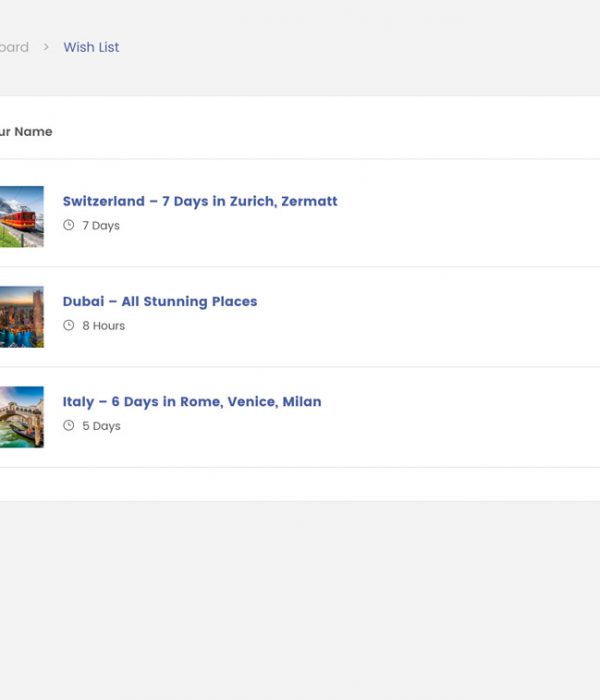 oard > Wish List
ur Name
Switzerland – 7 Days in Zurich, Zermatt
7 Days
Dubai – All Stunning Places
8 Hours
Italy – 6 Days in Rome, Venice, Milan
5 Days